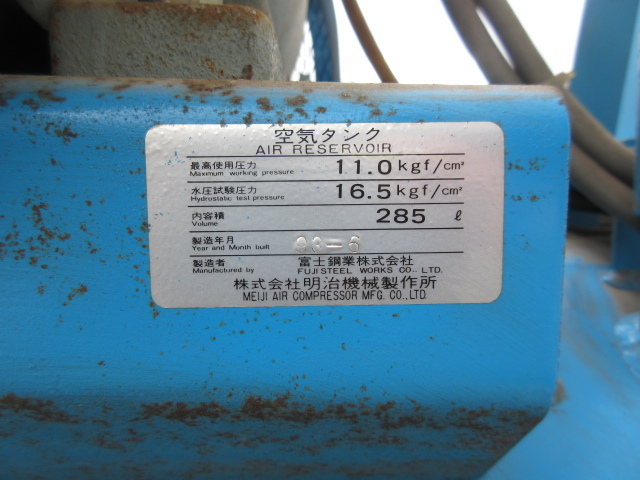 空気タンク
AIR RESERVOIR
最高使用圧力 11.0 kgf/cm²
Maximum working pressure
水圧試験圧力 16.5 kgf/cm²
Hydrostatic test pressure
内容積 285 ℓ
Volume
製造年月
Year and Month built
製造者 富士鋼業株式会社
Manufactured by FUJI STEEL WORKS CO., LTD.
株式会社明治機械製作所
MEIJI AIR COMPRESSOR MFG. CO., LTD.